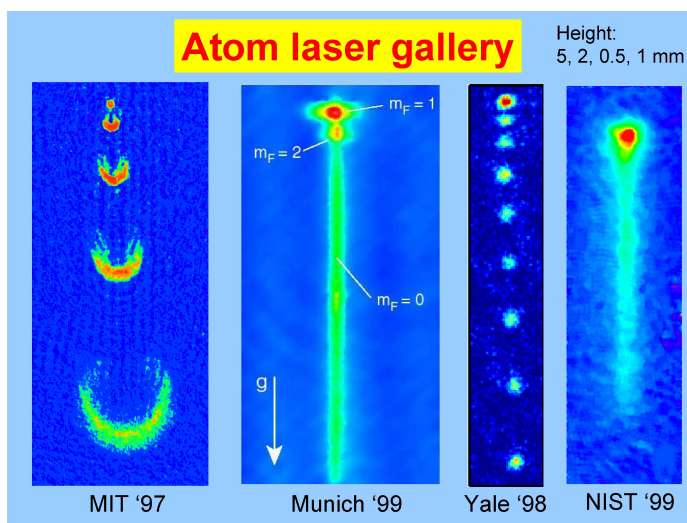 Atom laser gallery
Height:
5, 2, 0.5, 1 mm
m_F = 1
m_F = 2
m_F = 0
g
MIT ‘97
Munich ‘99
Yale ‘98
NIST ‘99